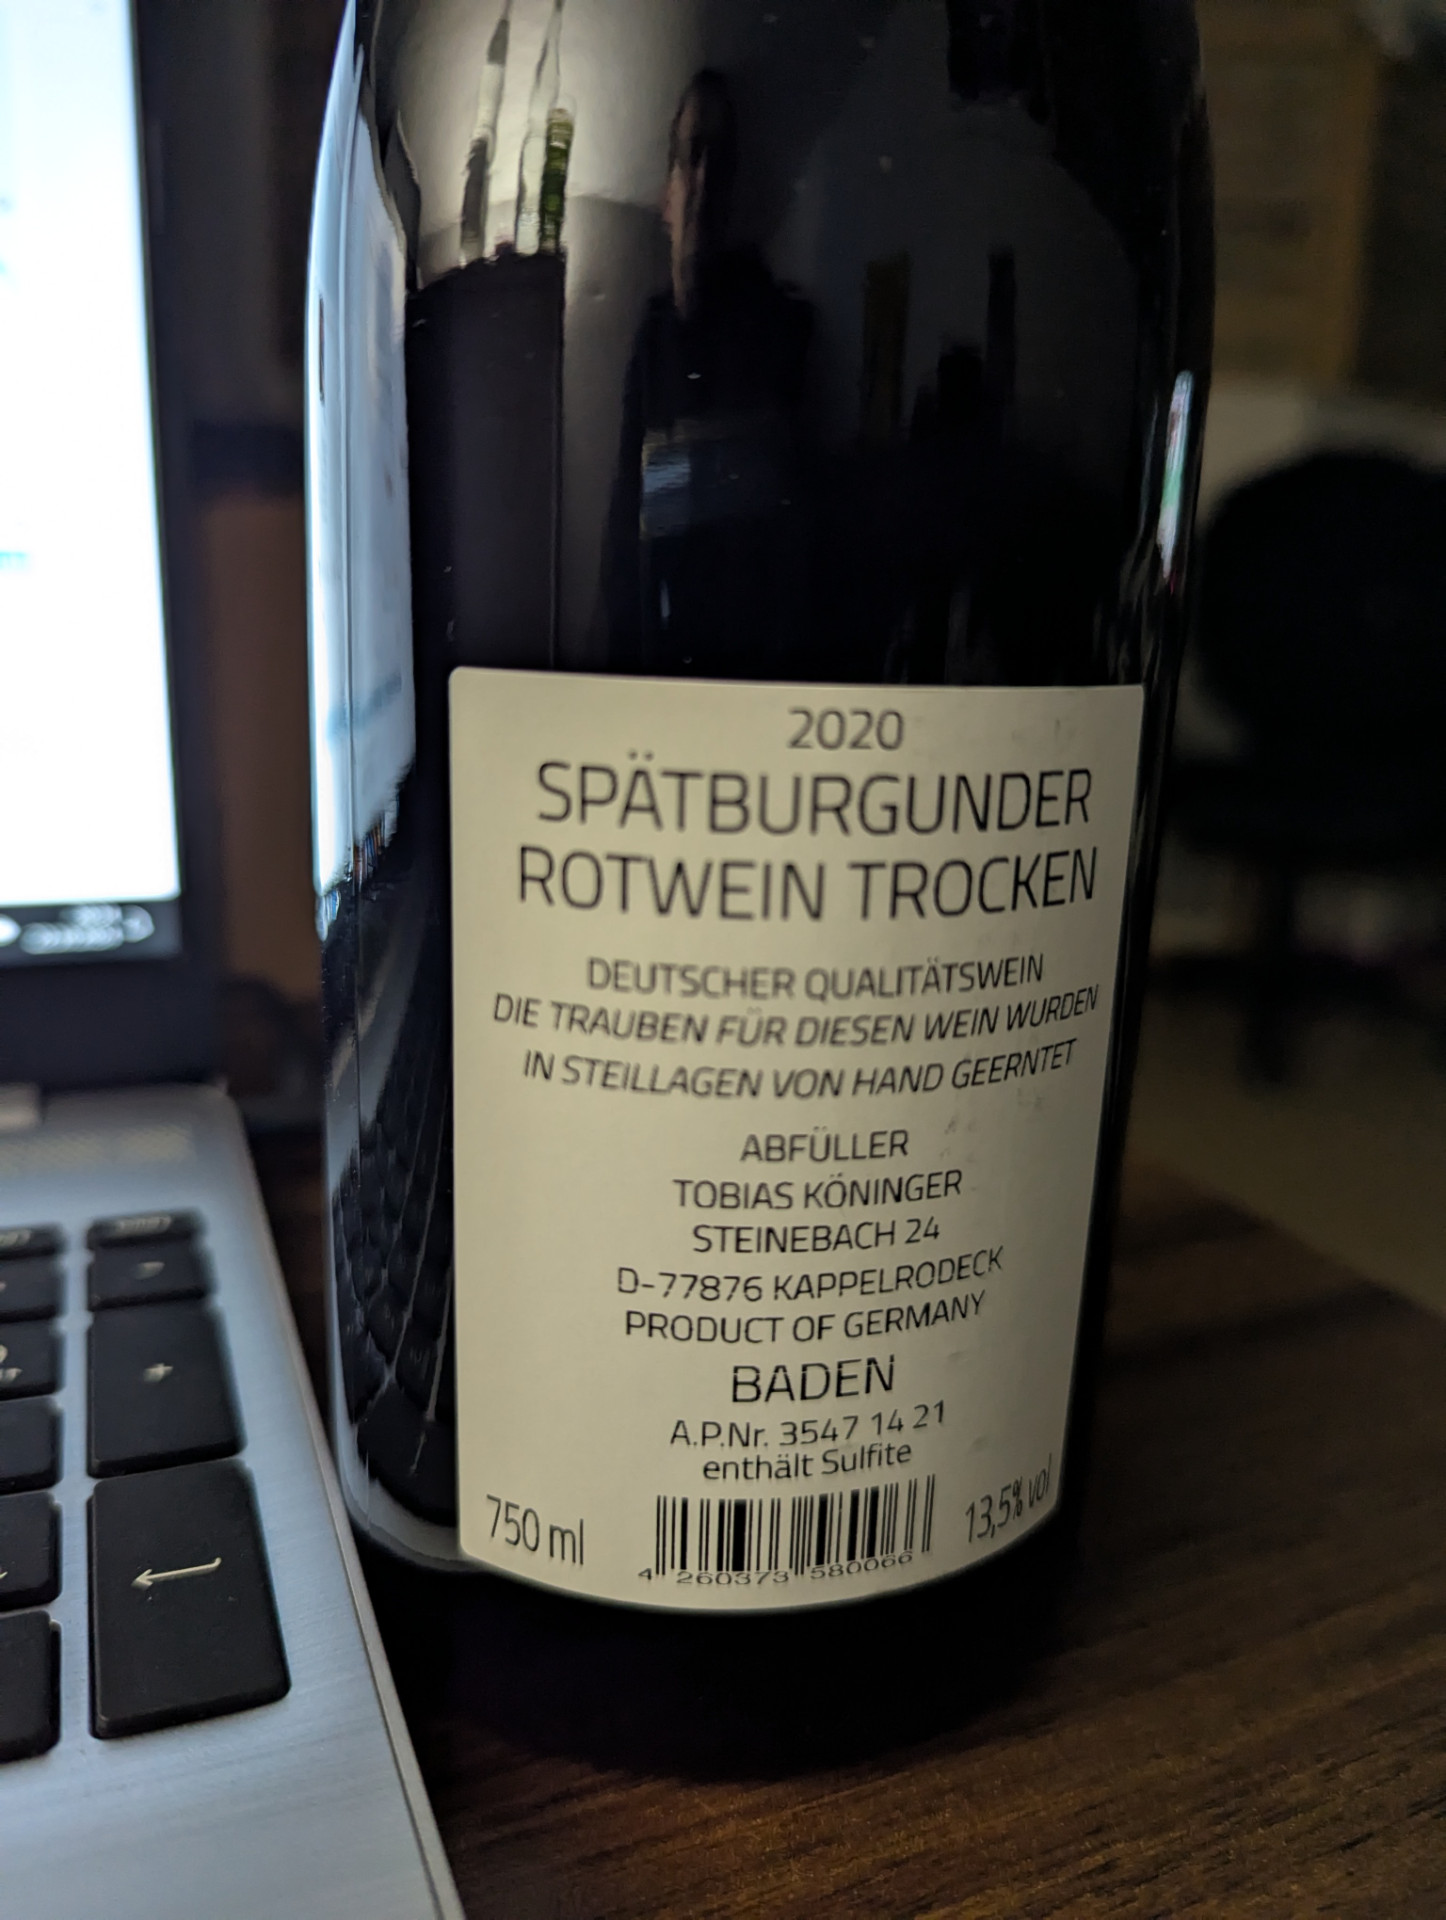 2020
SPÄTBURGUNDER
ROTWEIN TROCKEN
DEUTSCHER QUALITÄTSWEIN
DIE TRAUBEN FÜR DIESEN WEIN WURDEN
IN STEILLAGEN VON HAND GEERNTET
ABFÜLLER
TOBIAS KÖNINGER
STEINEBACH 24
D-77876 KAPPELRODECK
PRODUCT OF GERMANY
BADEN
A.P.Nr. 3547 14 21
enthält Sulfite
750 ml
13,5% vol
4 260373 580066